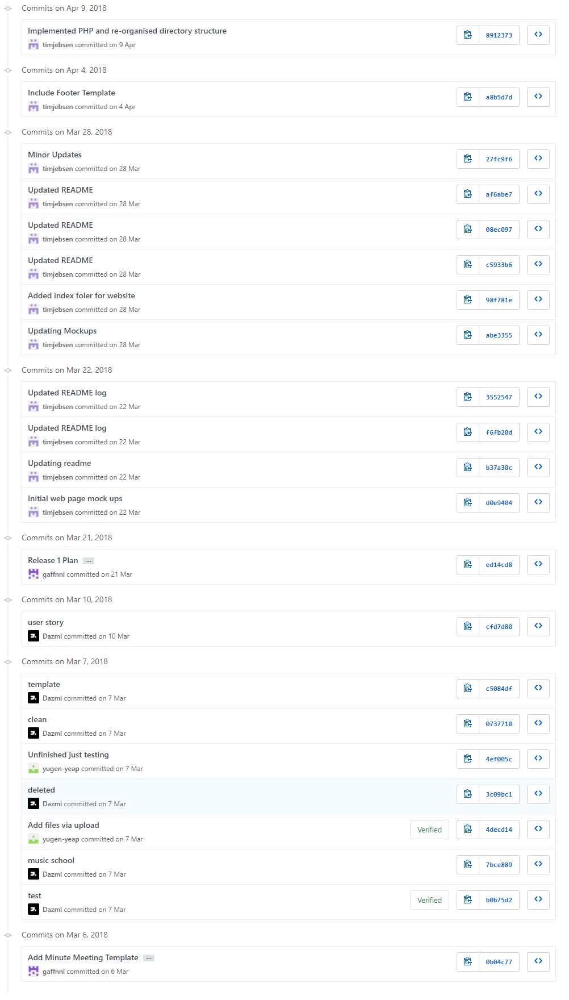 Commits on Apr 9, 2018
Implemented PHP and re-organised directory structure
timjebsen committed on 9 Apr
8912373
Commits on Apr 4, 2018
Include Footer Template
timjebsen committed on 4 Apr
a8b5d7d
Commits on Mar 28, 2018
Minor Updates
timjebsen committed on 28 Mar
27fc9f6
Updated README
timjebsen committed on 28 Mar
af6abe7
Updated README
timjebsen committed on 28 Mar
08ec097
Updated README
timjebsen committed on 28 Mar
c5933b6
Added index foler for website
timjebsen committed on 28 Mar
98f781e
Updating Mockups
timjebsen committed on 28 Mar
abe3355
Commits on Mar 22, 2018
Updated README log
timjebsen committed on 22 Mar
3552547
Updated README log
timjebsen committed on 22 Mar
f6fb20d
Updating readme
timjebsen committed on 22 Mar
b37a30c
Initial web page mock ups
timjebsen committed on 22 Mar
d0e9404
Commits on Mar 21, 2018
Release 1 Plan ...
gaffnni committed on 21 Mar
ed14cd8
Commits on Mar 10, 2018
user story
Dazmi committed on 10 Mar
cfd7d80
Commits on Mar 7, 2018
template
Dazmi committed on 7 Mar
c5084df
clean
Dazmi committed on 7 Mar
0737710
Unfinished just testing
yugen-yeap committed on 7 Mar
4ef005c
deleted
Dazmi committed on 7 Mar
3c09bc1
Add files via upload
yugen-yeap committed on 7 Mar
Verified 4decd14
music school
Dazmi committed on 7 Mar
7bce889
test
Dazmi committed on 7 Mar
Verified b0b75d2
Commits on Mar 6, 2018
Add Minute Meeting Template ...
gaffnni committed on 6 Mar
0b04c77